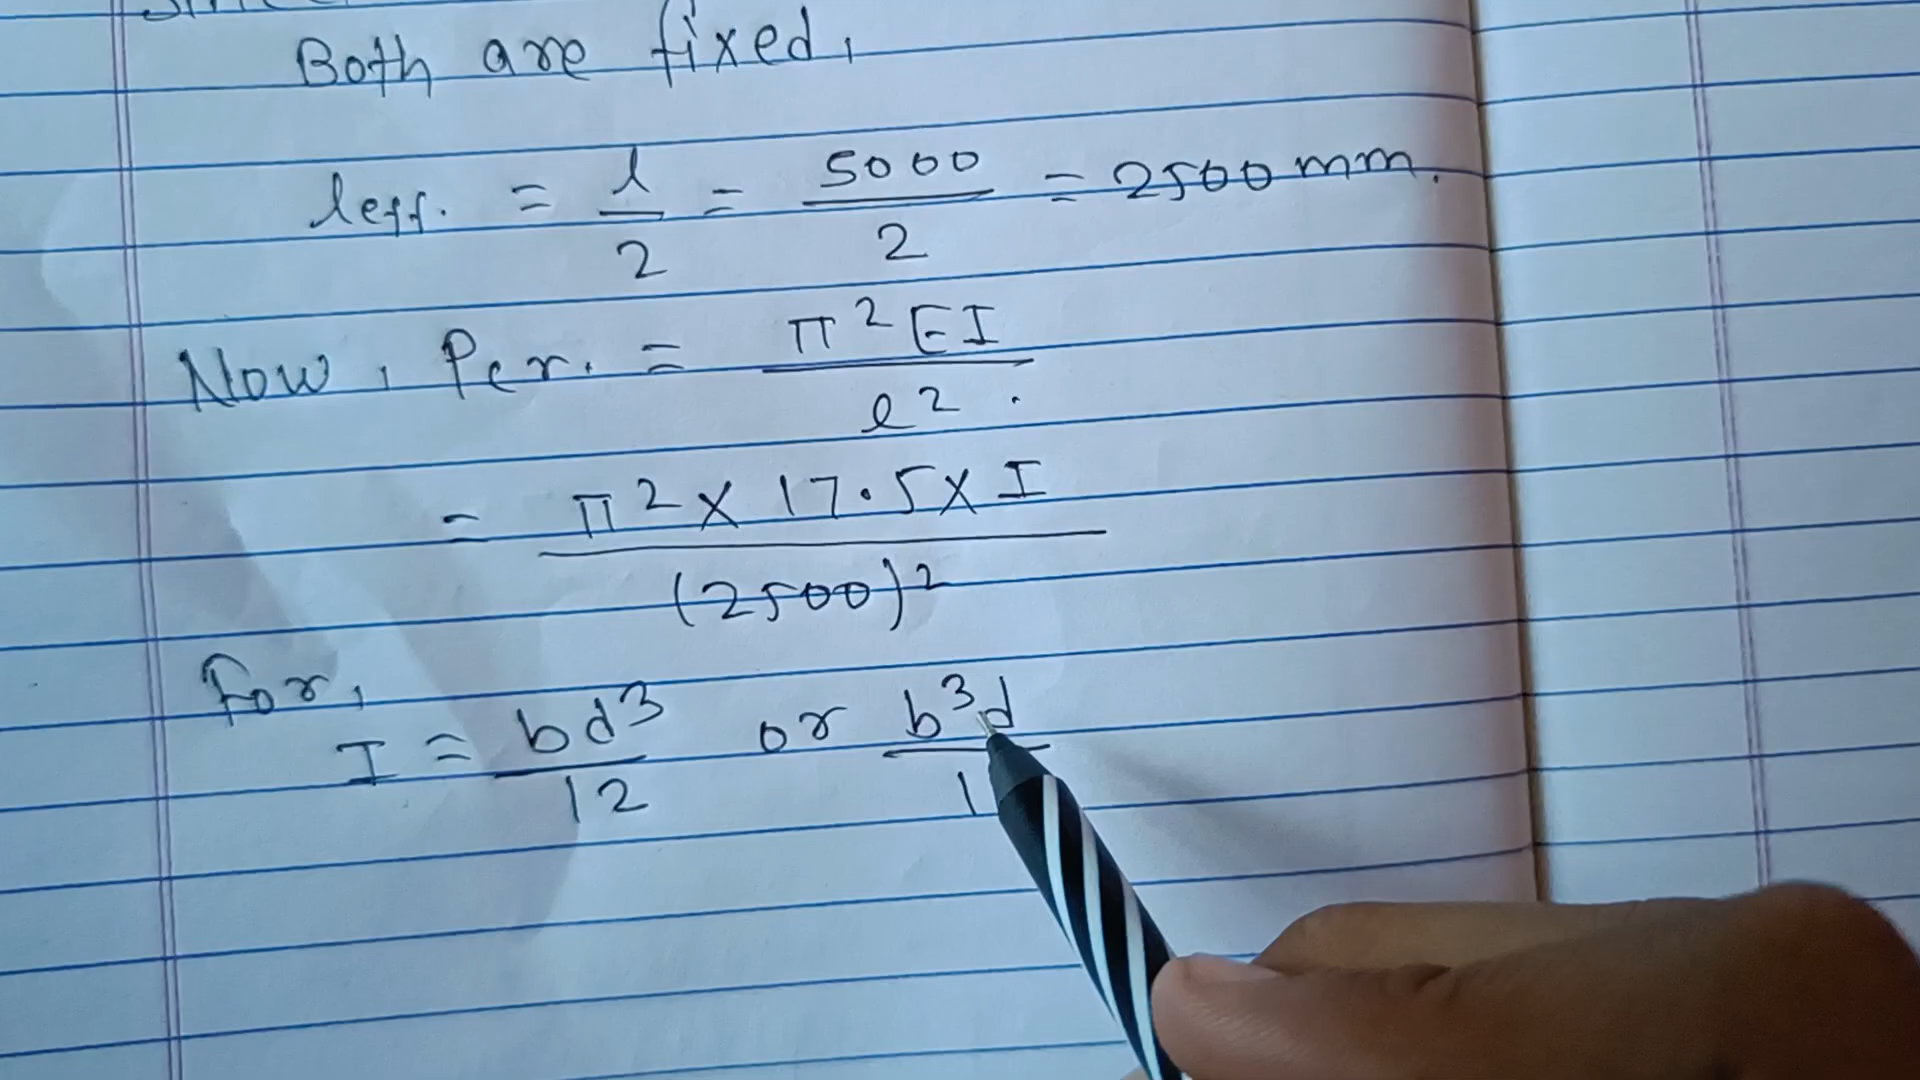 Both are fixed,
leff. = l/2 = 5000/2 = 2500 mm.
Now, Pcr. = π²EI/l².
= π² x 17.5 x I/(2500)²
For,
I = bd³/12 or b³d/1